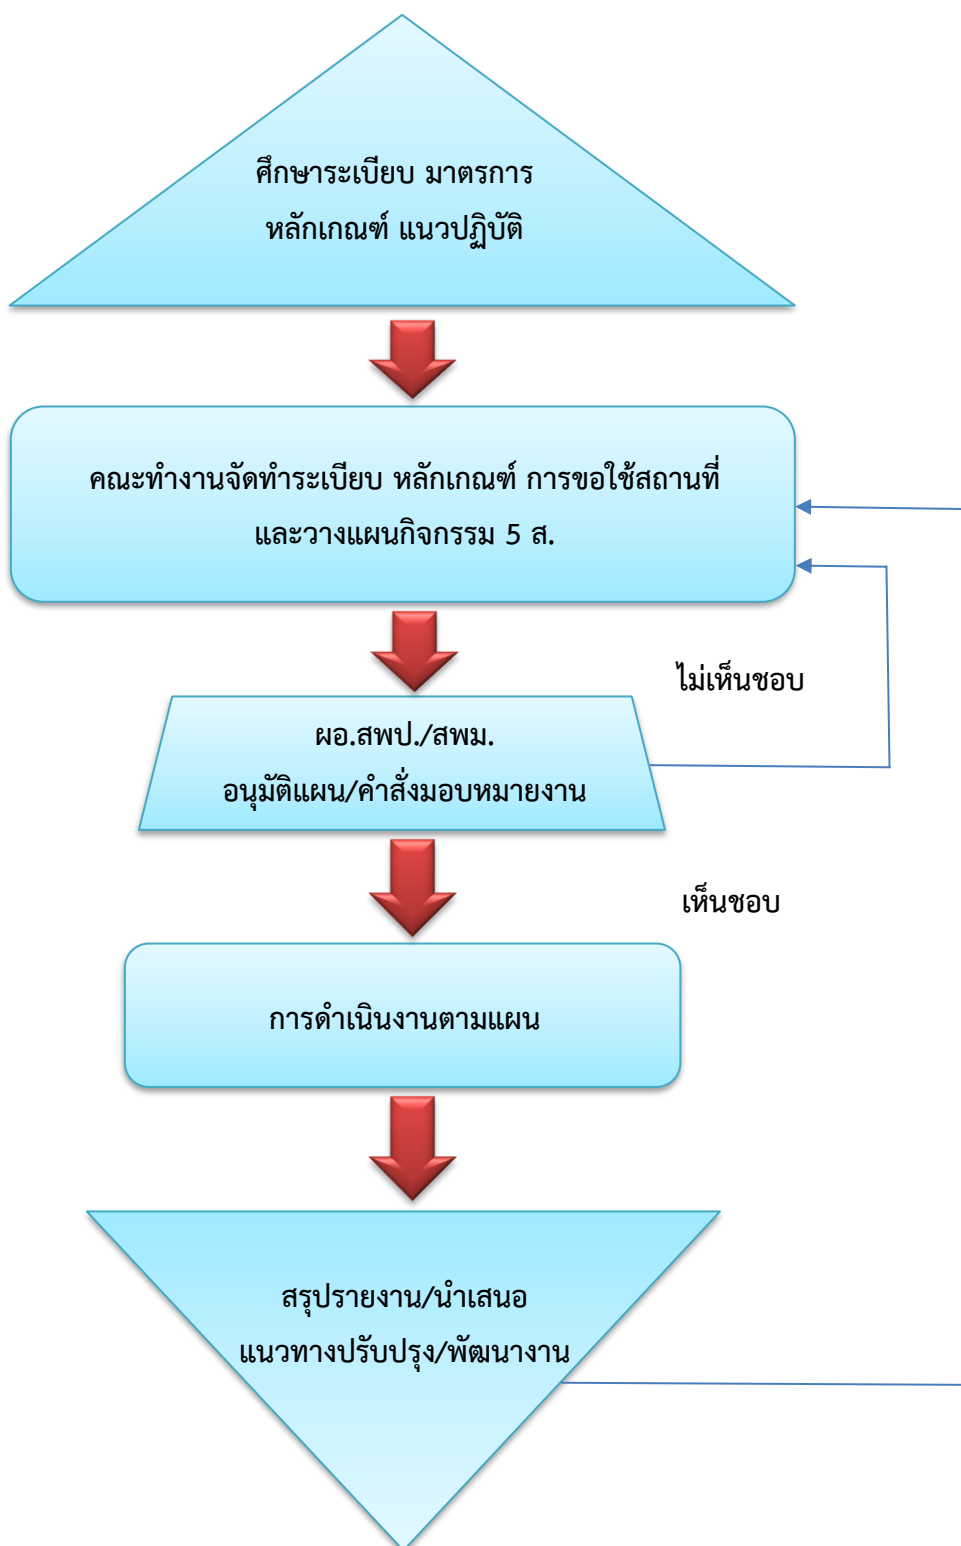 ศึกษาระเบียบ มาตรการ
หลักเกณฑ์ แนวปฏิบัติ
คณะทำงานจัดทำระเบียบ หลักเกณฑ์ การขอใช้สถานที่
และวางแผนกิจกรรม 5 ส.
ไม่เห็นชอบ
ผอ.สพป./สพม.
อนุมัติแผน/คำสั่งมอบหมายงาน
เห็นชอบ
การดำเนินงานตามแผน
สรุปรายงาน/นำเสนอ
แนวทางปรับปรุง/พัฒนางาน